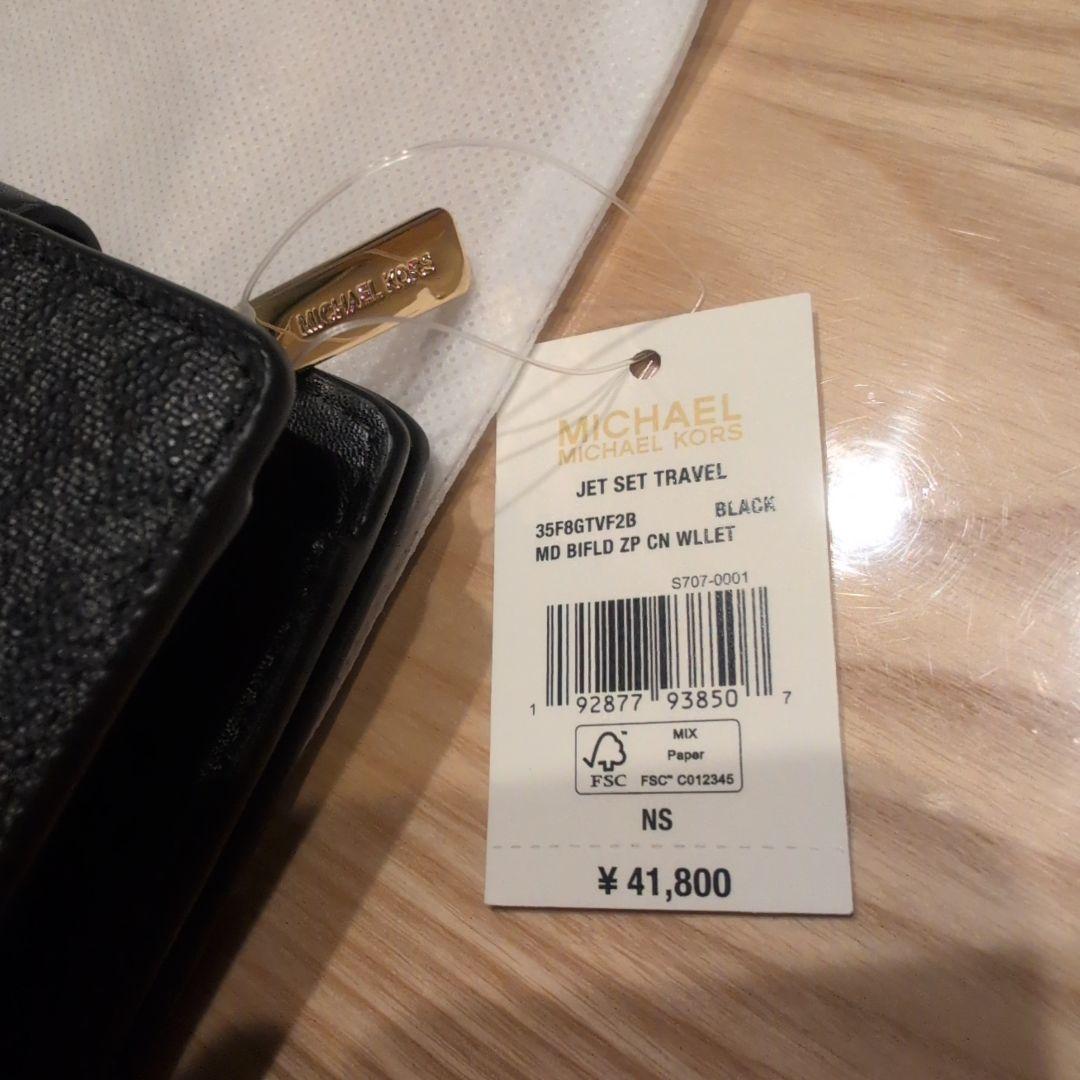 MICHAEL KORS
MICHAEL
MICHAEL KORS
JET SET TRAVEL
35F8GTVF2B BLACK
MD BIFLD ZP CN WLLET
S707-0001
1 92877 93850 7
MIX
Paper
FSC™ FSC™ C012345
NS
¥ 41,800